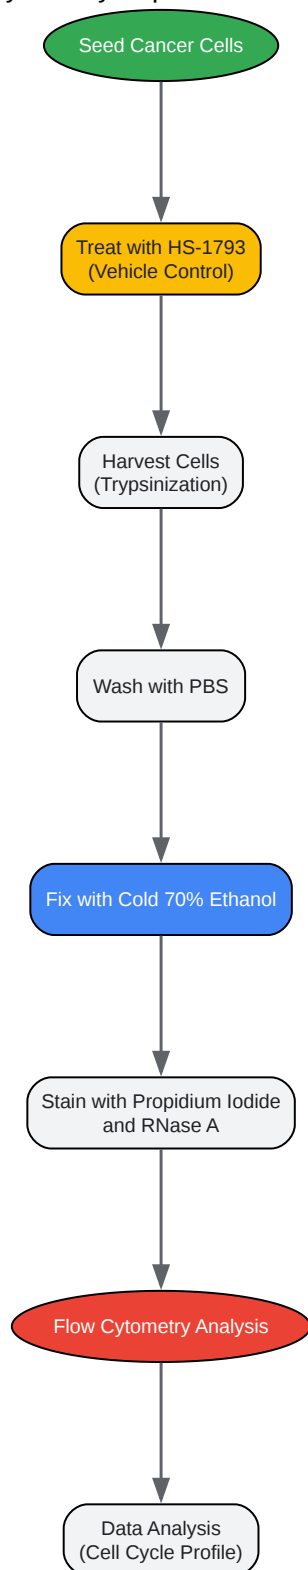 Seed Cancer Cells
Treat with HS-1793
(Vehicle Control)
Harvest Cells
(Trypsinization)
Wash with PBS
Fix with Cold 70% Ethanol
Stain with Propidium Iodide
and RNase A
Flow Cytometry Analysis
Data Analysis
(Cell Cycle Profile)